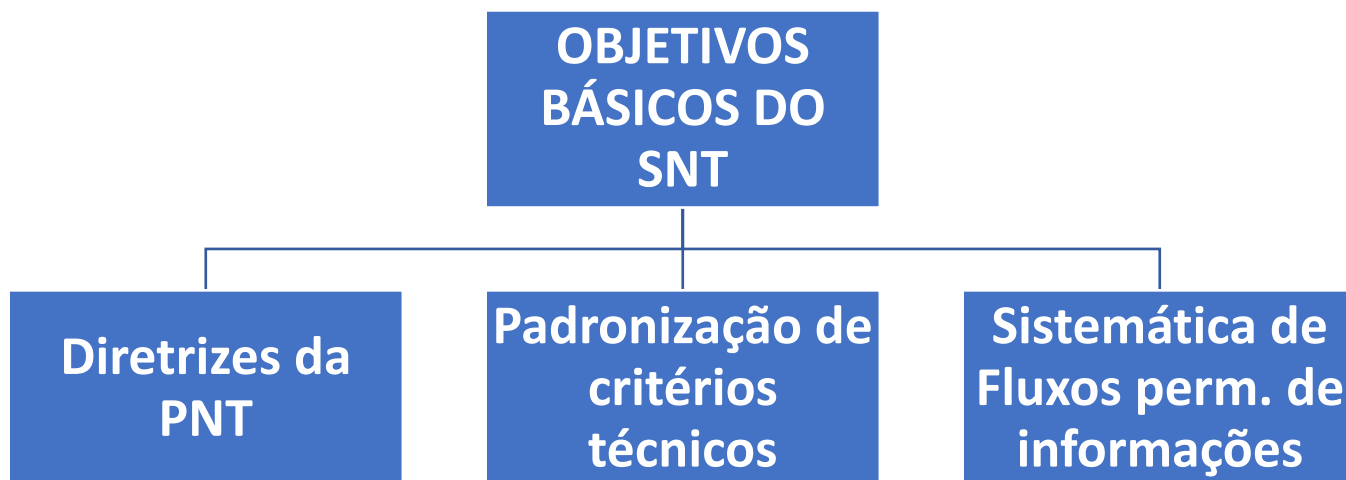 OBJETIVOS
BÁSICOS DO
SNT
Diretrizes da
PNT
Padronização de
critérios
técnicos
Sistemática de
Fluxos perm. de
informações